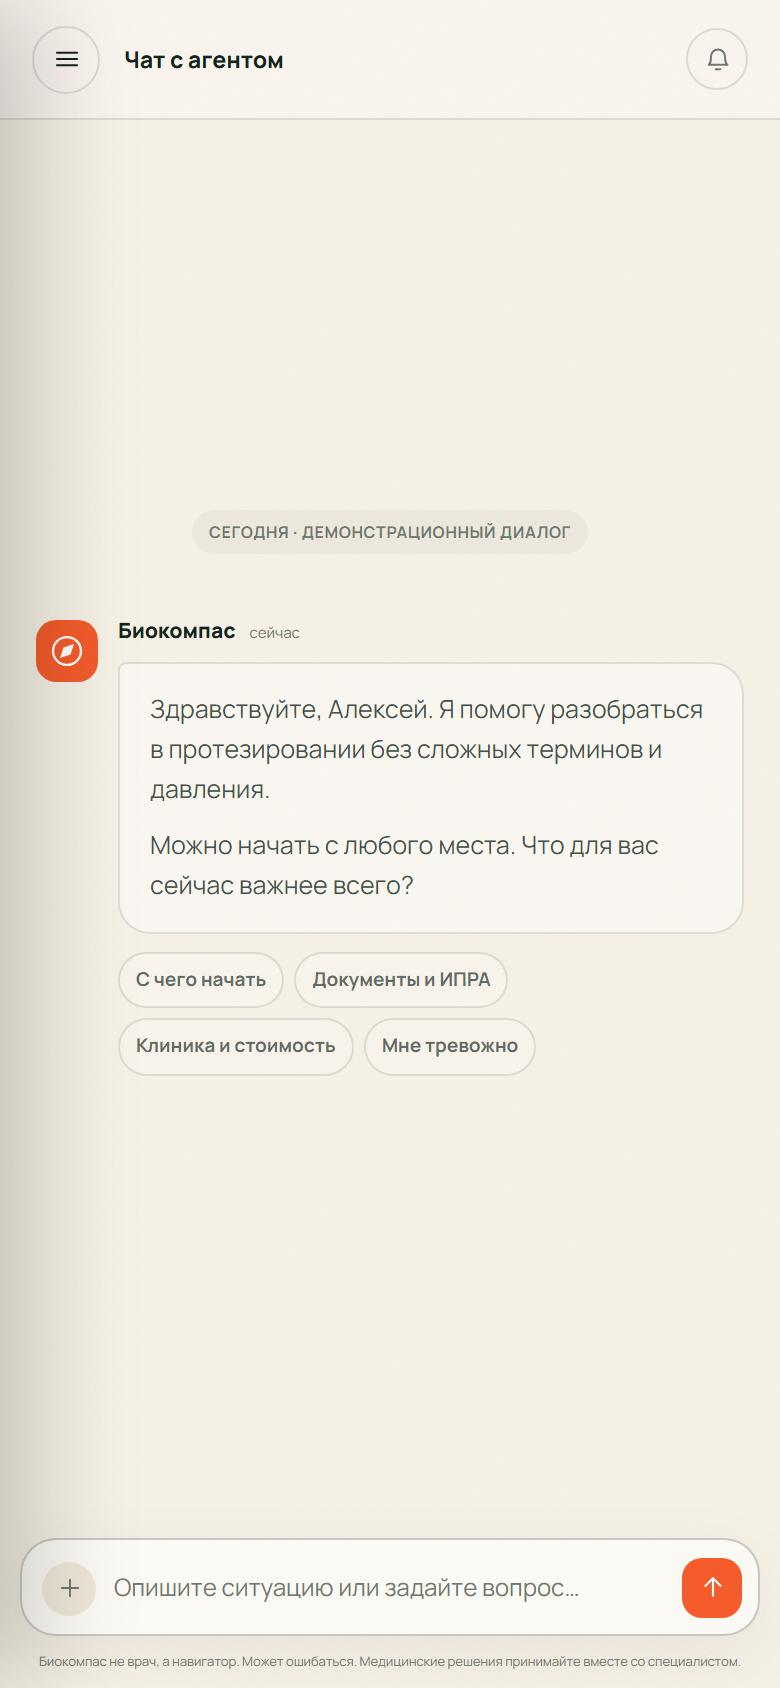 Чат с агентом
СЕГОДНЯ · ДЕМОНСТРАЦИОННЫЙ ДИАЛОГ
Биокомпас сейчас
Здравствуйте, Алексей. Я помогу разобраться
в протезировании без сложных терминов и
давления.
Можно начать с любого места. Что для вас
сейчас важнее всего?
С чего начать Документы и ИПРА
Клиника и стоимость Мне тревожно
Опишите ситуацию или задайте вопрос...
Биокомпас не врач, а навигатор. Может ошибаться. Медицинские решения принимайте вместе со специалистом.